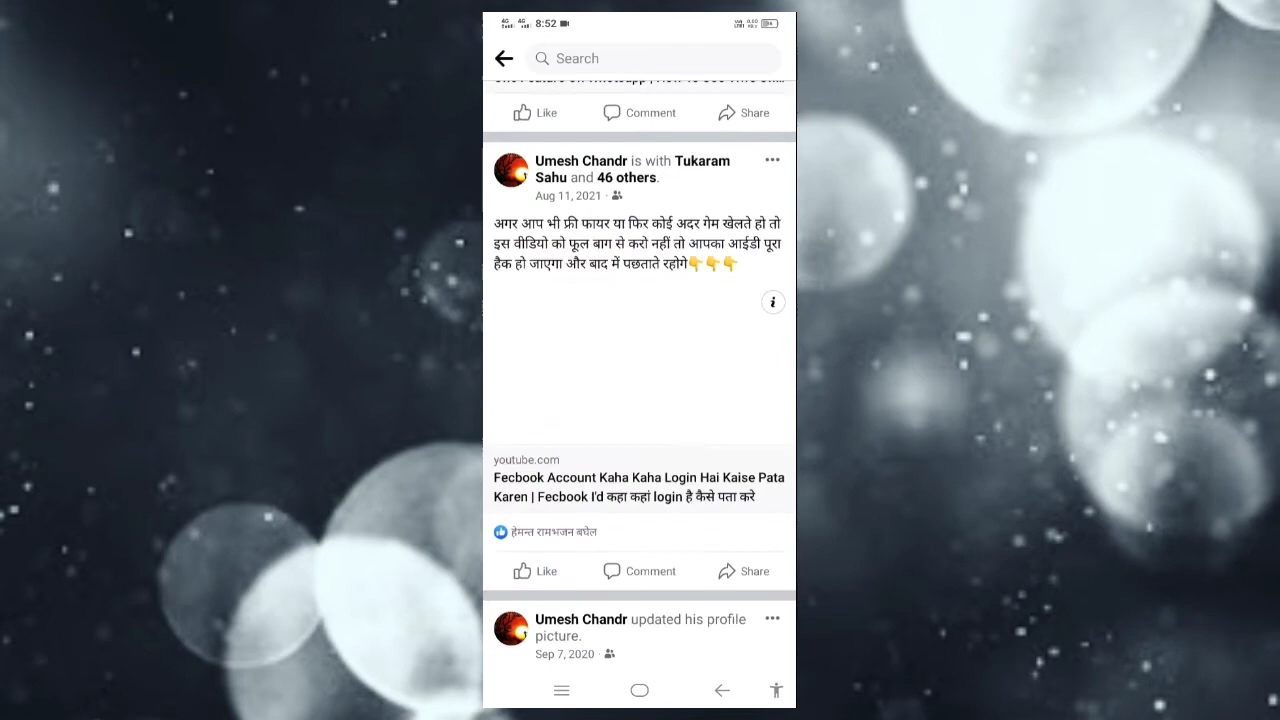 8:52
Search
Like Comment Share
Umesh Chandr is with Tukaram
Sahu and 46 others.
Aug 11, 2021
अगर आप भी फ्री फायर या फिर कोई अदर गेम खेलते हो तो
इस वीडियो को फूल बाग से करो नहीं तो आपका आईडी पूरा
हैक हो जाएगा और बाद में पछताते रहोगे👇👇👇
youtube.com
Fecbook Account Kaha Kaha Login Hai Kaise Pata
Karen | Fecbook I'd कहा कहां login है कैसे पता करे
हेमन्त रामभजन बघेल
Like Comment Share
Umesh Chandr updated his profile
picture.
Sep 7, 2020